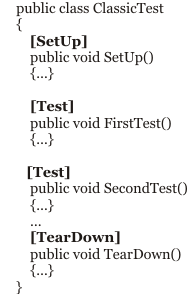 public class ClassicTest
{
[SetUp]
public void SetUp()
{...}
[Test]
public void FirstTest()
{...}
[Test]
public void SecondTest()
{...}
...
[TearDown]
public void TearDown()
{...}
}